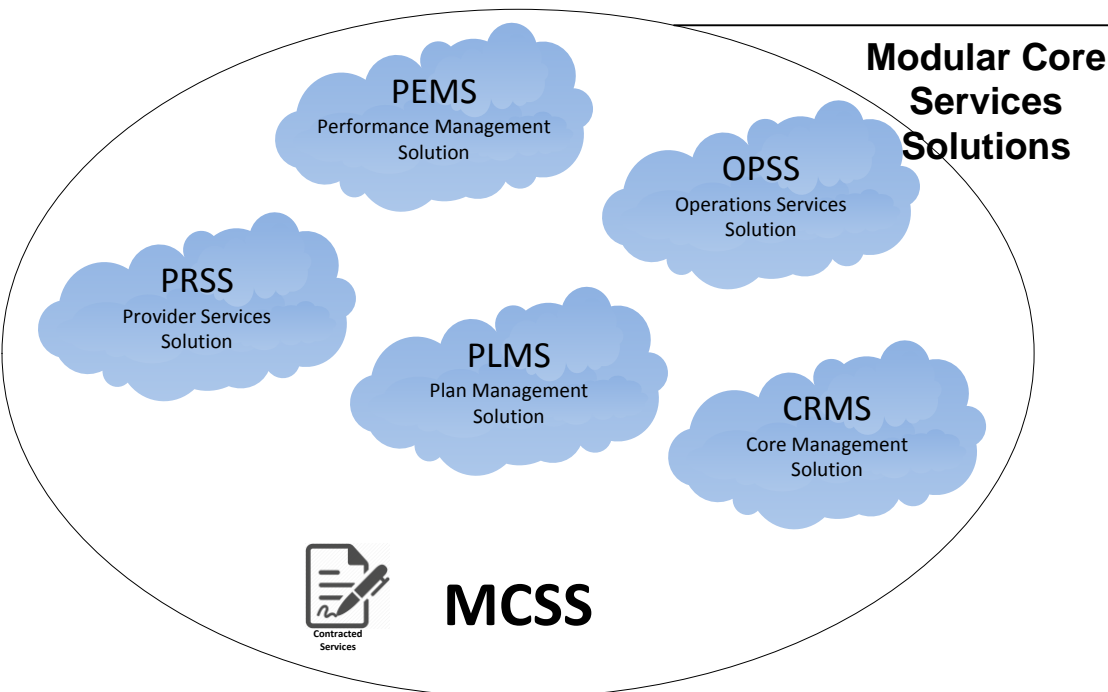 Modular Core
Services
Solutions
PEMS
Performance Management
Solution
OPSS
Operations Services
Solution
PRSS
Provider Services
Solution
PLMS
Plan Management
Solution
CRMS
Core Management
Solution
Contracted
Services
MCSS